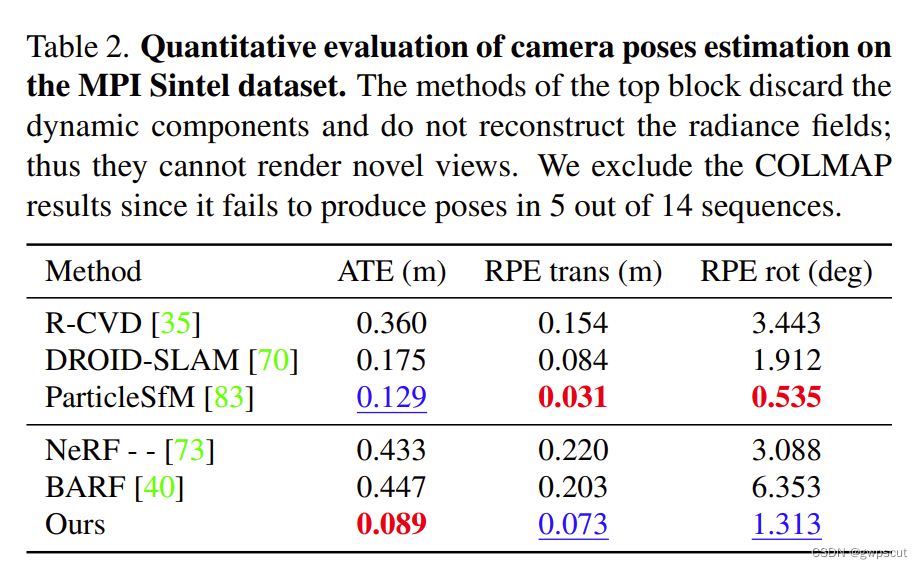 Table 2. Quantitative evaluation of camera poses estimation on
the MPI Sintel dataset. The methods of the top block discard the
dynamic components and do not reconstruct the radiance fields;
thus they cannot render novel views. We exclude the COLMAP
results since it fails to produce poses in 5 out of 14 sequences.
Method ATE (m) RPE trans (m) RPE rot (deg)
R-CVD [35] 0.360 0.154 3.443
DROID-SLAM [70] 0.175 0.084 1.912
ParticleSfM [83] 0.129 0.031 0.535
NeRF - - [73] 0.433 0.220 3.088
BARF [40] 0.447 0.203 6.353
Ours 0.089 0.073 1.313
CSDN @gwpscut